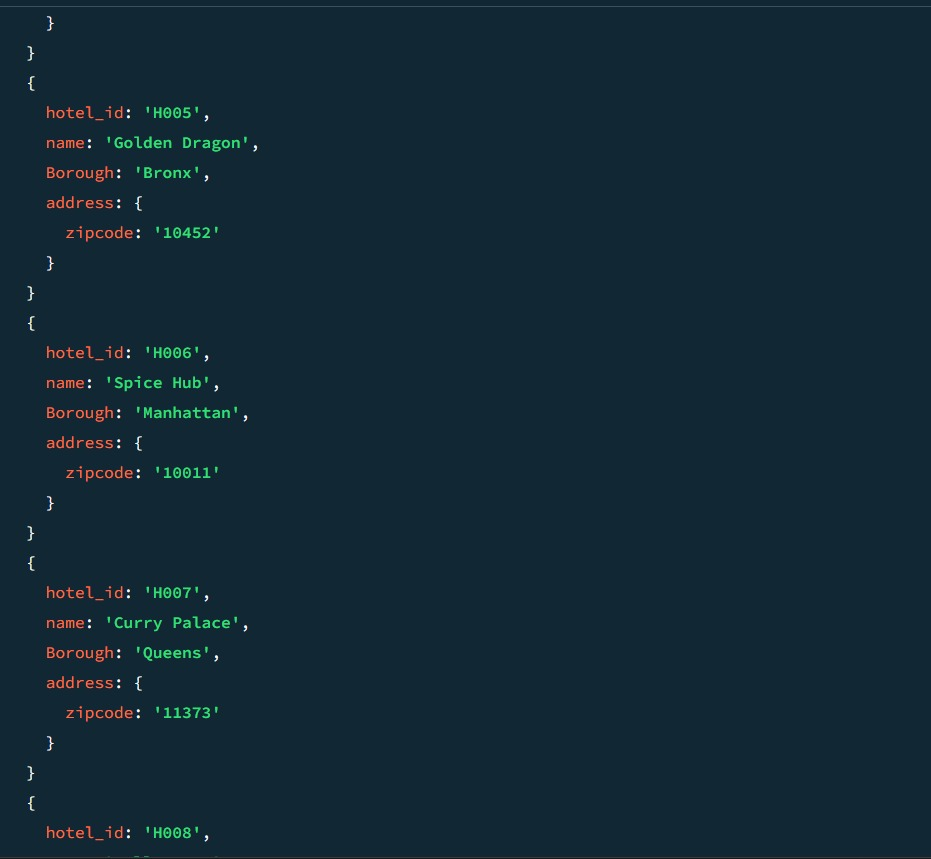 }
}
{
hotel_id: 'H005',
name: 'Golden Dragon',
Borough: 'Bronx',
address: {
zipcode: '10452'
}
}
{
hotel_id: 'H006',
name: 'Spice Hub',
Borough: 'Manhattan',
address: {
zipcode: '10011'
}
}
{
hotel_id: 'H007',
name: 'Curry Palace',
Borough: 'Queens',
address: {
zipcode: '11373'
}
}
{
hotel_id: 'H008',